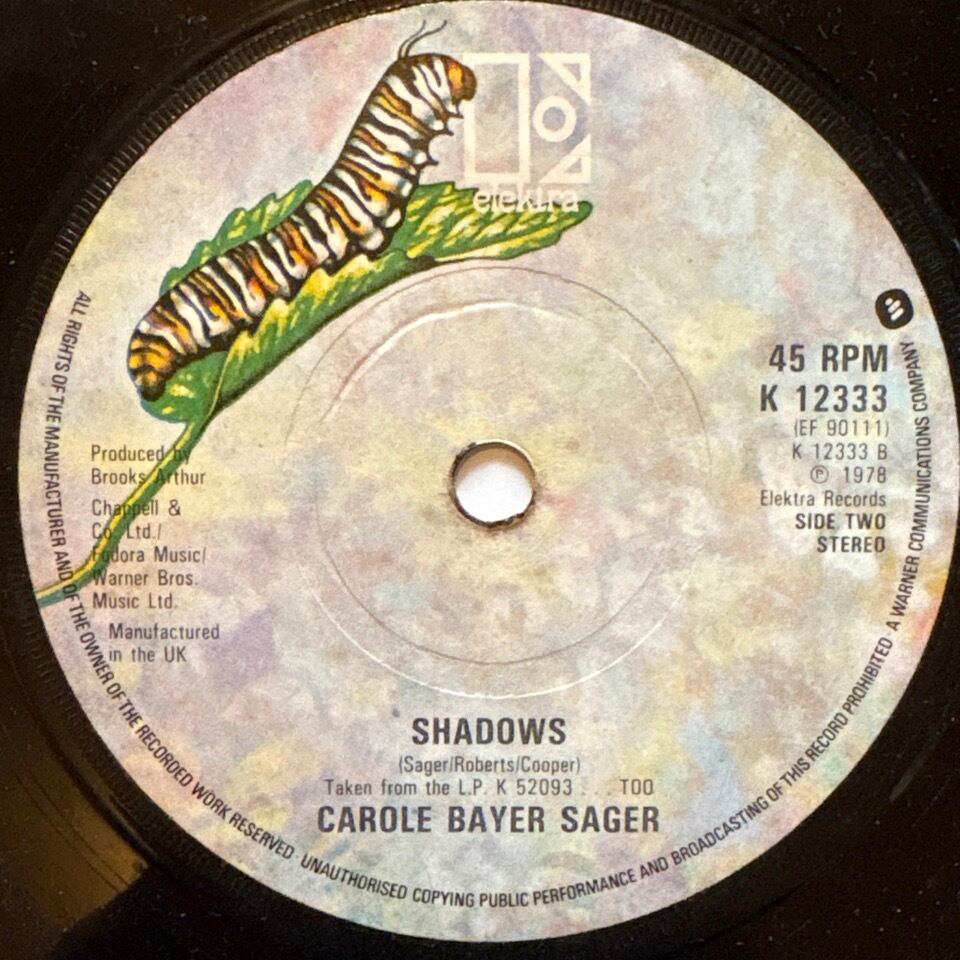 elektra
45 RPM
K 12333
(EF 90111)
K 12333 B
℗ 1978
Elektra Records
SIDE TWO
STEREO
Produced by
Brooks Arthur
Chappell &
Co. Ltd./
Fedora Music/
Warner Bros.
Music Ltd.
Manufactured
in the UK
SHADOWS
(Sager/Roberts/Cooper)
Taken from the L.P. K 52093 ... TOO
CAROLE BAYER SAGER
ALL RIGHTS OF THE MANUFACTURER AND OF THE OWNER OF THE RECORDED WORK RESERVED · UNAUTHORISED COPYING PUBLIC PERFORMANCE AND BROADCASTING OF THIS RECORD PROHIBITED · A WARNER COMMUNICATIONS COMPANY